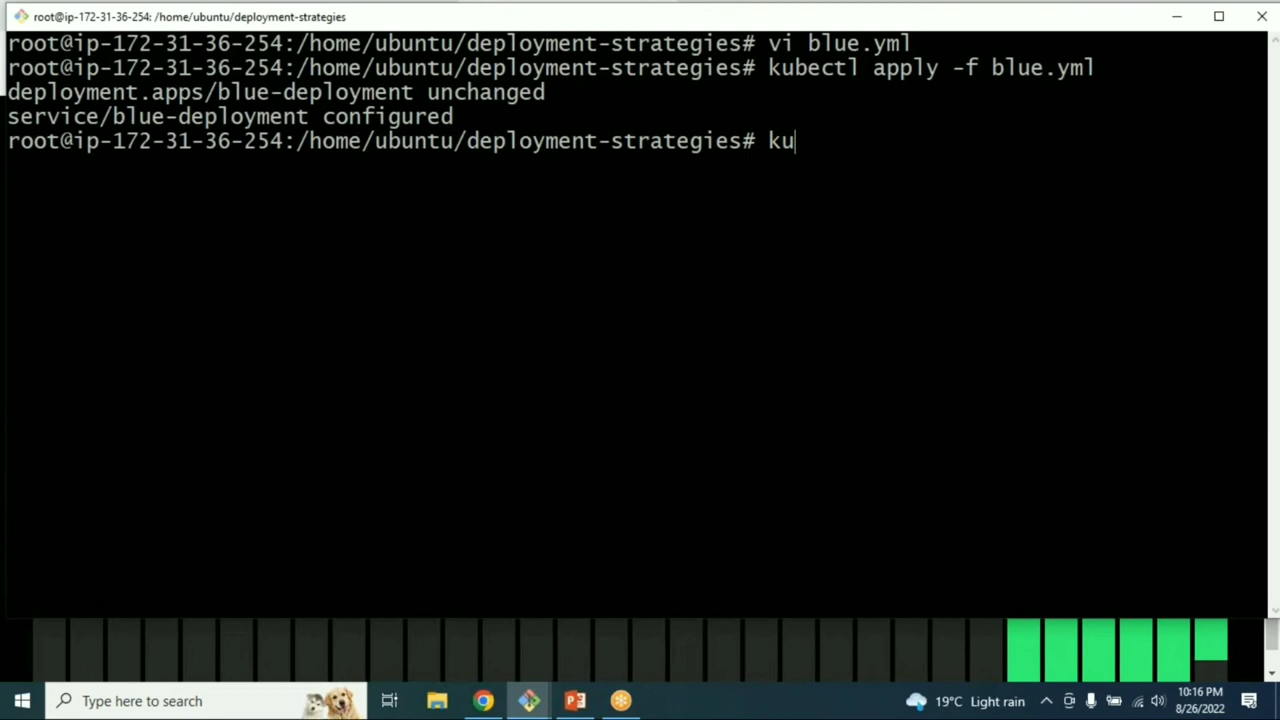 root@ip-172-31-36-254: /home/ubuntu/deployment-strategies
root@ip-172-31-36-254:/home/ubuntu/deployment-strategies# vi blue.yml
root@ip-172-31-36-254:/home/ubuntu/deployment-strategies# kubectl apply -f blue.yml
deployment.apps/blue-deployment unchanged
service/blue-deployment configured
root@ip-172-31-36-254:/home/ubuntu/deployment-strategies# ku
Type here to search
19°C Light rain
10:16 PM
8/26/2022